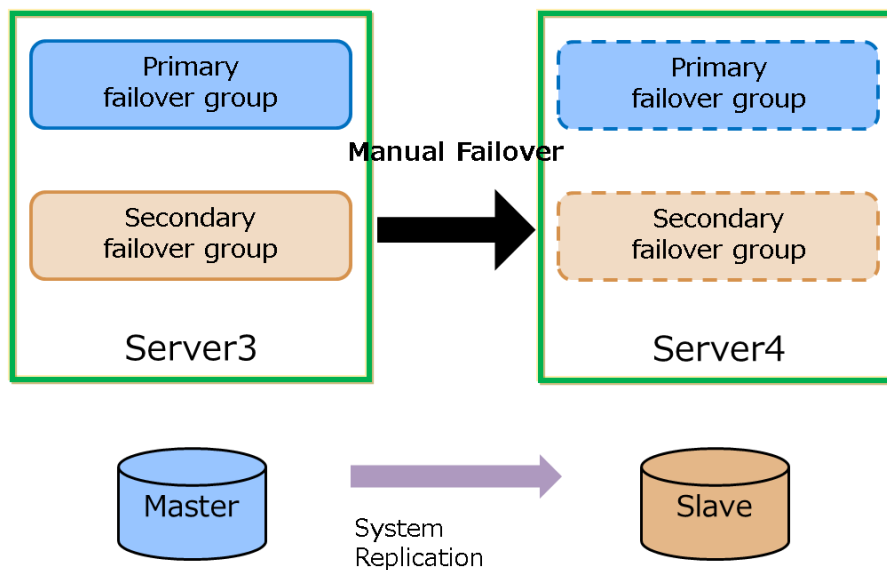 Primary
failover group
Secondary
failover group
Server3
Manual Failover
Primary
failover group
Secondary
failover group
Server4
Master
System
Replication
Slave